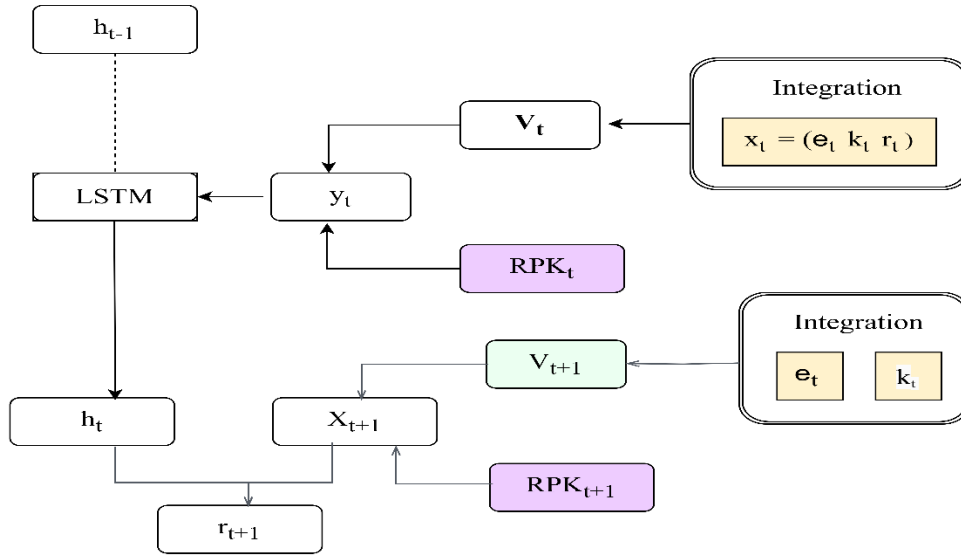 h_{t-1}
Integration
V_t
x_t = (e_t k_t r_t )
LSTM
y_t
RPK_t
Integration
V_{t+1}
e_t
k_t
h_t
X_{t+1}
RPK_{t+1}
r_{t+1}